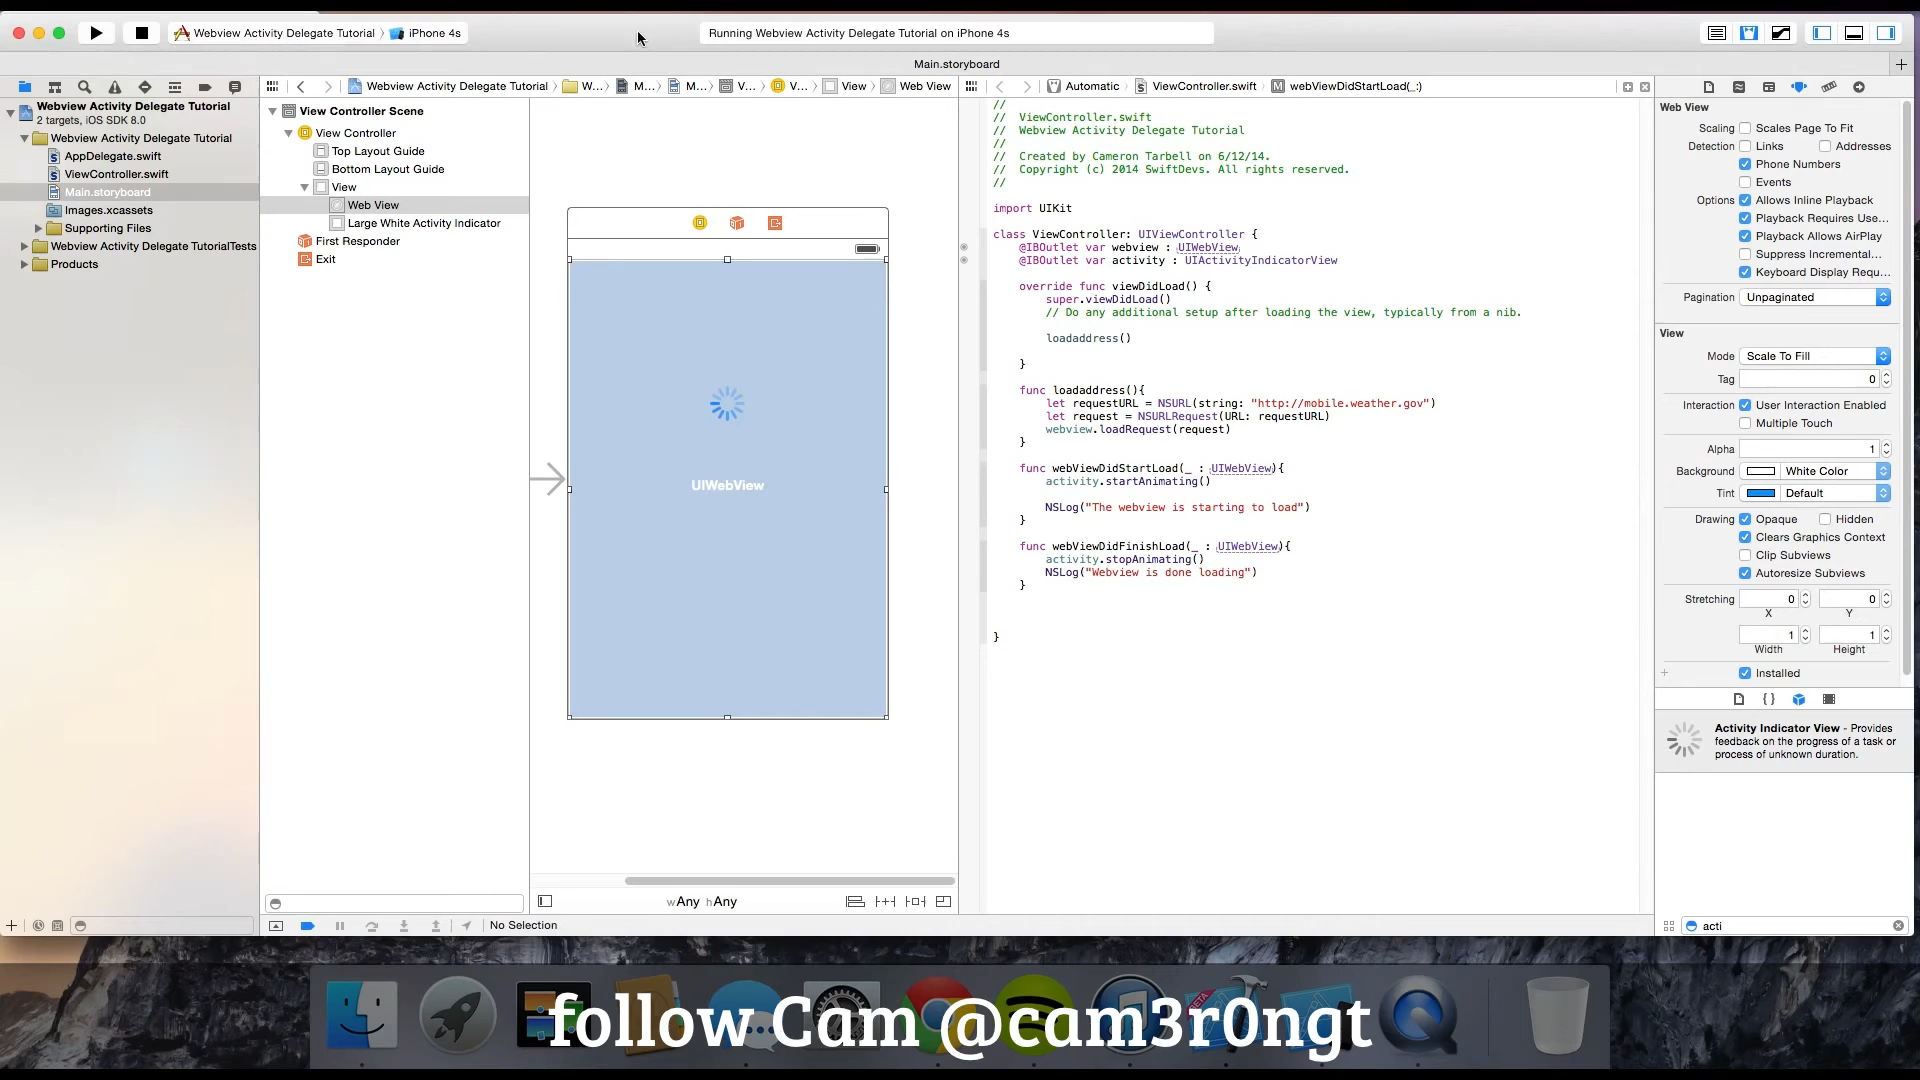 Webview Activity Delegate Tutorial
iPhone 4s
Running Webview Activity Delegate Tutorial on iPhone 4s
Main.storyboard
Webview Activity Delegate Tutorial
W...
M...
M...
V...
V...
View
Web View
Automatic
ViewController.swift
webViewDidStartLoad(_:)
Webview Activity Delegate Tutorial
2 targets, iOS SDK 8.0
Webview Activity Delegate Tutorial
AppDelegate.swift
ViewController.swift
Main.storyboard
Images.xcassets
Supporting Files
Webview Activity Delegate TutorialTests
Products
View Controller Scene
View Controller
Top Layout Guide
Bottom Layout Guide
View
Web View
Large White Activity Indicator
First Responder
Exit
UIWebView
wAny hAny
No Selection
//
// ViewController.swift
// Webview Activity Delegate Tutorial
//
// Created by Cameron Tarbell on 6/12/14.
// Copyright (c) 2014 SwiftDevs. All rights reserved.
//
import UIKit
class ViewController: UIViewController {
@IBOutlet var webview : UIWebView
@IBOutlet var activity : UIActivityIndicatorView
override func viewDidLoad() {
super.viewDidLoad()
// Do any additional setup after loading the view, typically from a nib.
loadaddress()
}
func loadaddress(){
let requestURL = NSURL(string: "http://mobile.weather.gov")
let request = NSURLRequest(URL: requestURL)
webview.loadRequest(request)
}
func webViewDidStartLoad(_ : UIWebView){
activity.startAnimating()
NSLog("The webview is starting to load")
}
func webViewDidFinishLoad(_ : UIWebView){
activity.stopAnimating()
NSLog("Webview is done loading")
}
}
Web View
Scaling Scales Page To Fit
Detection Links Addresses
Phone Numbers
Events
Options Allows Inline Playback
Playback Requires Use...
Playback Allows AirPlay
Suppress Incremental...
Keyboard Display Requ...
Pagination Unpaginated
View
Mode Scale To Fill
Tag 0
Interaction User Interaction Enabled
Multiple Touch
Alpha 1
Background White Color
Tint Default
Drawing Opaque Hidden
Clears Graphics Context
Clip Subviews
Autoresize Subviews
Stretching 0 0
X Y
1 1
Width Height
Installed
Activity Indicator View - Provides
feedback on the progress of a task or
process of unknown duration.
acti
follow Cam @cam3r0ngt